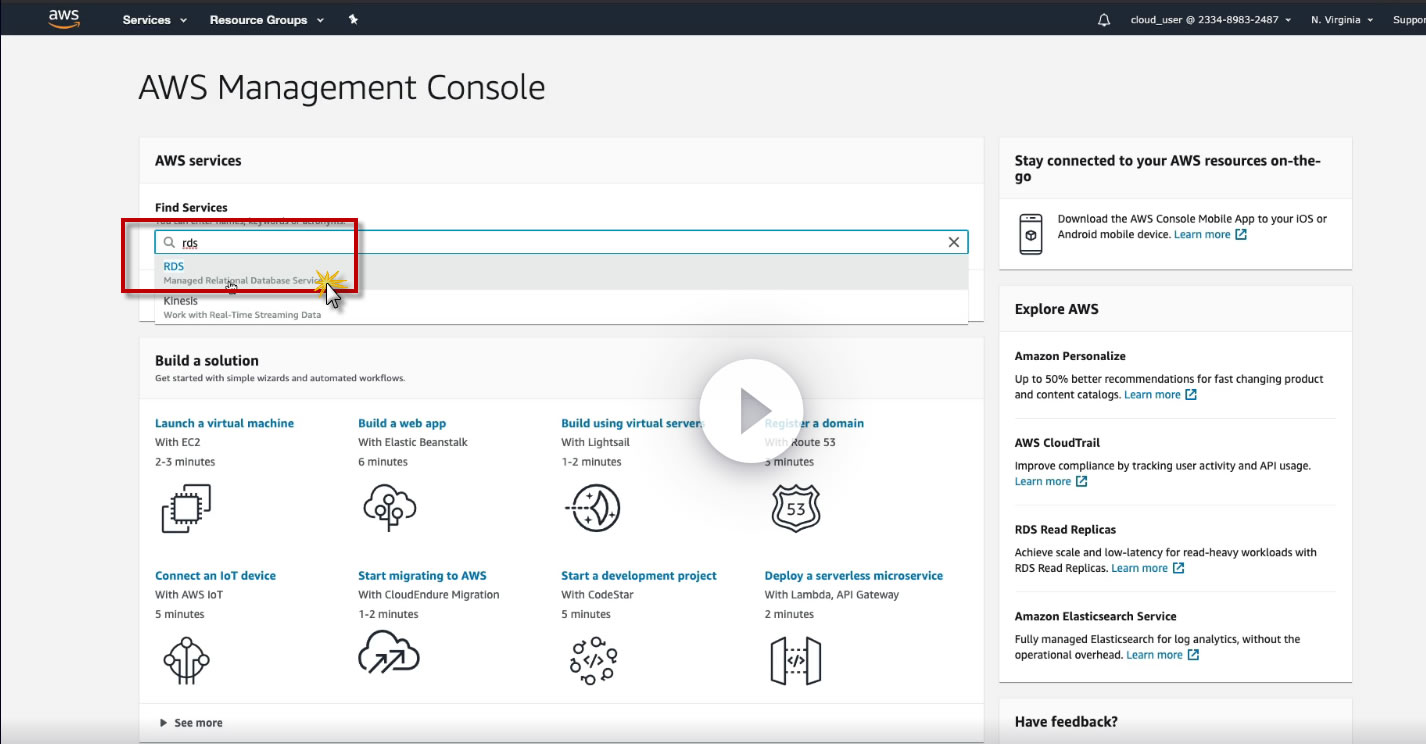 aws
Services
Resource Groups
cloud_user @ 2334-8983-2487
N. Virginia
Suppor
AWS Management Console
AWS services
Find Services
You can enter names, keywords or acronyms.
rds
RDS
Managed Relational Database Service
Kinesis
Work with Real-Time Streaming Data
Build a solution
Get started with simple wizards and automated workflows.
Launch a virtual machine
With EC2
2-3 minutes
Build a web app
With Elastic Beanstalk
6 minutes
Build using virtual servers
With Lightsail
1-2 minutes
Register a domain
With Route 53
3 minutes
53
Connect an IoT device
With AWS IoT
5 minutes
Start migrating to AWS
With CloudEndure Migration
1-2 minutes
Start a development project
With CodeStar
5 minutes
</>
Deploy a serverless microservice
With Lambda, API Gateway
2 minutes
</>
See more
Stay connected to your AWS resources on-the-
go
Download the AWS Console Mobile App to your iOS or
Android mobile device. Learn more
Explore AWS
Amazon Personalize
Up to 50% better recommendations for fast changing product
and content catalogs. Learn more
AWS CloudTrail
Improve compliance by tracking user activity and API usage.
Learn more
RDS Read Replicas
Achieve scale and low-latency for read-heavy workloads with
RDS Read Replicas. Learn more
Amazon Elasticsearch Service
Fully managed Elasticsearch for log analytics, without the
operational overhead. Learn more
Have feedback?